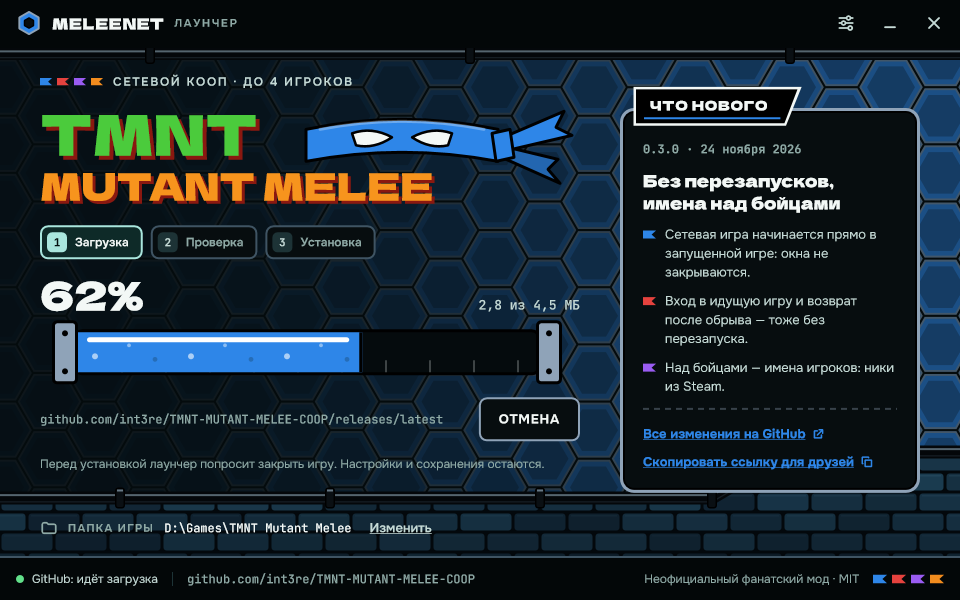 MELEENET ЛАУНЧЕР
СЕТЕВОЙ КООП · ДО 4 ИГРОКОВ
TMNT
MUTANT MELEE
1 Загрузка
2 Проверка
3 Установка
62%
2,8 из 4,5 МБ
github.com/int3re/TMNT-MUTANT-MELEE-COOP/releases/latest
ОТМЕНА
Перед установкой лаунчер попросит закрыть игру. Настройки и сохранения остаются.
ПАПКА ИГРЫ D:\Games\TMNT Mutant Melee Изменить
ЧТО НОВОГО
0.3.0 · 24 ноября 2026
Без перезапусков,
имена над бойцами
Сетевая игра начинается прямо в
запущенной игре: окна не
закрываются.
Вход в идущую игру и возврат
после обрыва — тоже без
перезапуска.
Над бойцами — имена игроков: ники
из Steam.
Все изменения на GitHub
Скопировать ссылку для друзей
GitHub: идёт загрузка
github.com/int3re/TMNT-MUTANT-MELEE-COOP
Неофициальный фанатский мод · MIT